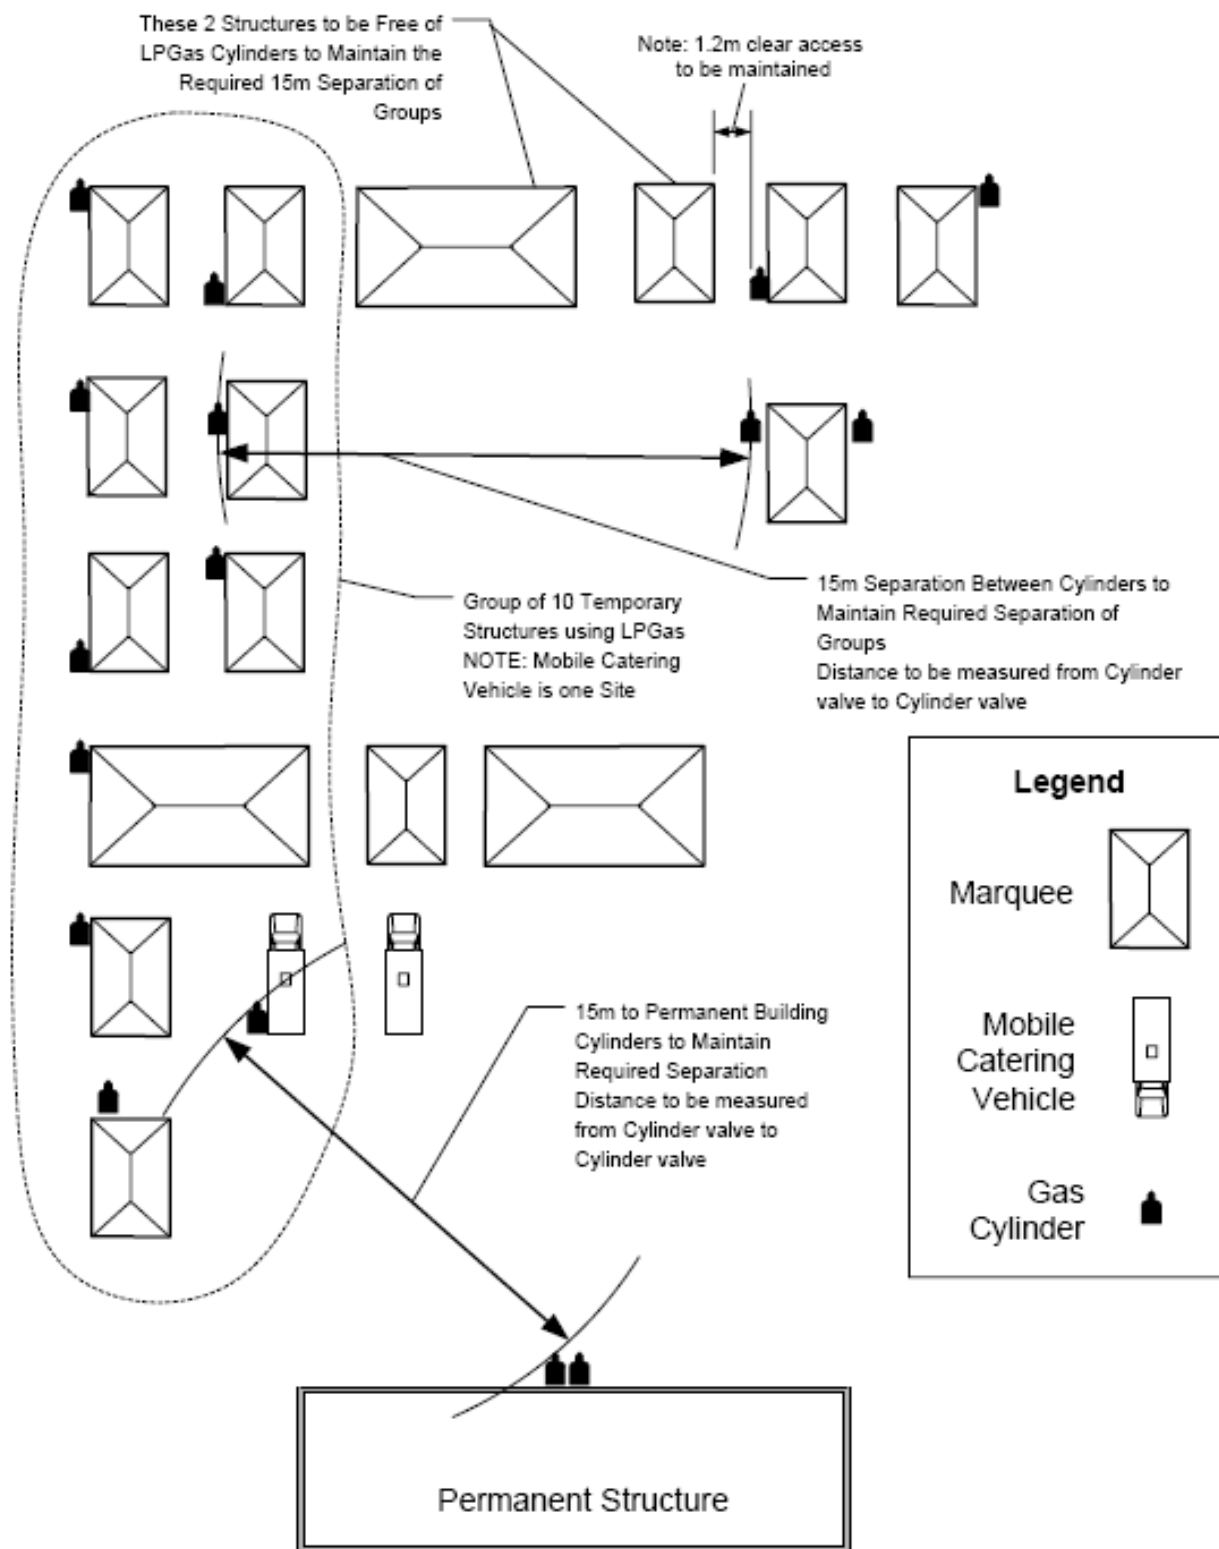 These 2 Structures to be Free of
LPGas Cylinders to Maintain the
Required 15m Separation of
Groups
Note: 1.2m clear access
to be maintained
Group of 10 Temporary
Structures using LPGas
NOTE: Mobile Catering
Vehicle is one Site
15m Separation Between Cylinders to
Maintain Required Separation of
Groups
Distance to be measured from Cylinder
valve to Cylinder valve
Legend
Marquee
Mobile
Catering
Vehicle
Gas
Cylinder
15m to Permanent Building
Cylinders to Maintain
Required Separation
Distance to be measured
from Cylinder valve to
Cylinder valve
Permanent Structure